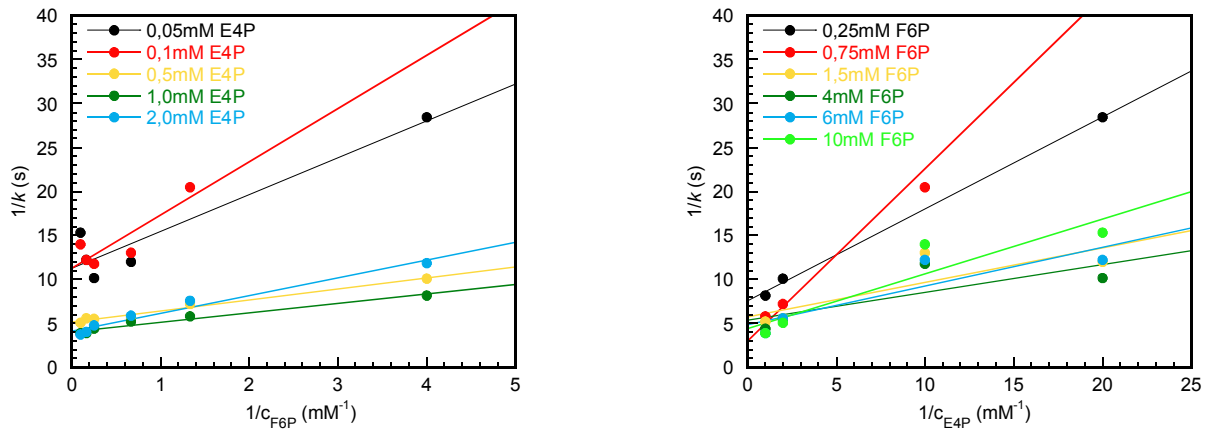 0,05mM E4P
0,1mM E4P
0,5mM E4P
1,0mM E4P
2,0mM E4P
40
35
30
25
20
15
10
5
0
1/k (s)
0 1 2 3 4 5
1/c_F6P (mM⁻¹)
0,25mM F6P
0,75mM F6P
1,5mM F6P
4mM F6P
6mM F6P
10mM F6P
40
35
30
25
20
15
10
5
0
1/k (s)
0 5 10 15 20 25
1/c_E4P (mM⁻¹)